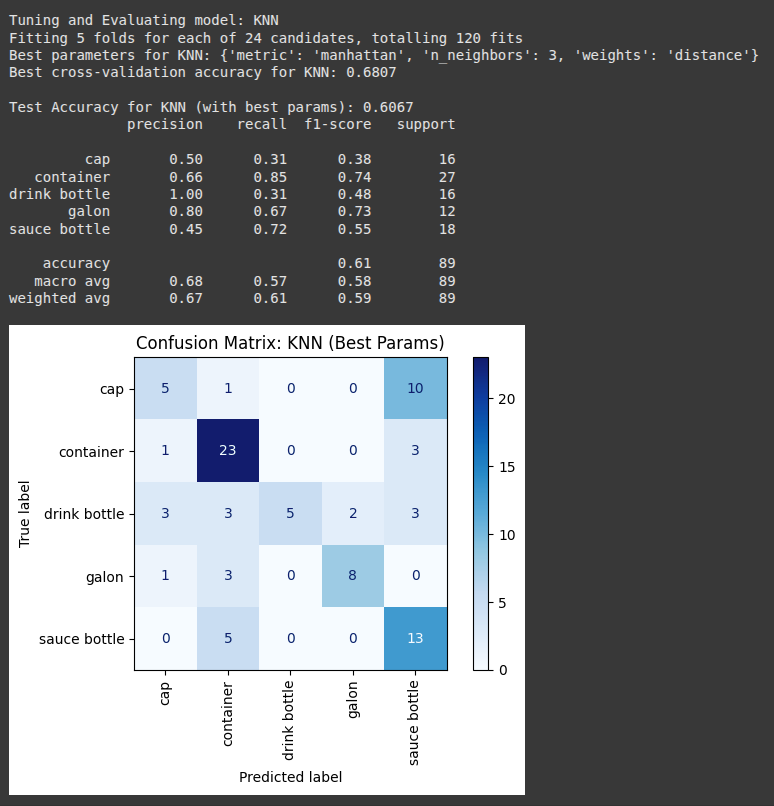 Tuning and Evaluating model: KNN
Fitting 5 folds for each of 24 candidates, totalling 120 fits
Best parameters for KNN: {'metric': 'manhattan', 'n_neighbors': 3, 'weights': 'distance'}
Best cross-validation accuracy for KNN: 0.6807
Test Accuracy for KNN (with best params): 0.6067
precision recall f1-score support
cap 0.50 0.31 0.38 16
container 0.66 0.85 0.74 27
drink bottle 1.00 0.31 0.48 16
galon 0.80 0.67 0.73 12
sauce bottle 0.45 0.72 0.55 18
accuracy 0.61 89
macro avg 0.68 0.57 0.58 89
weighted avg 0.67 0.61 0.59 89
Confusion Matrix: KNN (Best Params)
True label
cap 5 1 0 0 10
container 1 23 0 0 3
drink bottle 3 3 5 2 3
galon 1 3 0 8 0
sauce bottle 0 5 0 0 13
cap
container
drink bottle
galon
sauce bottle
Predicted label
20
15
10
5
0